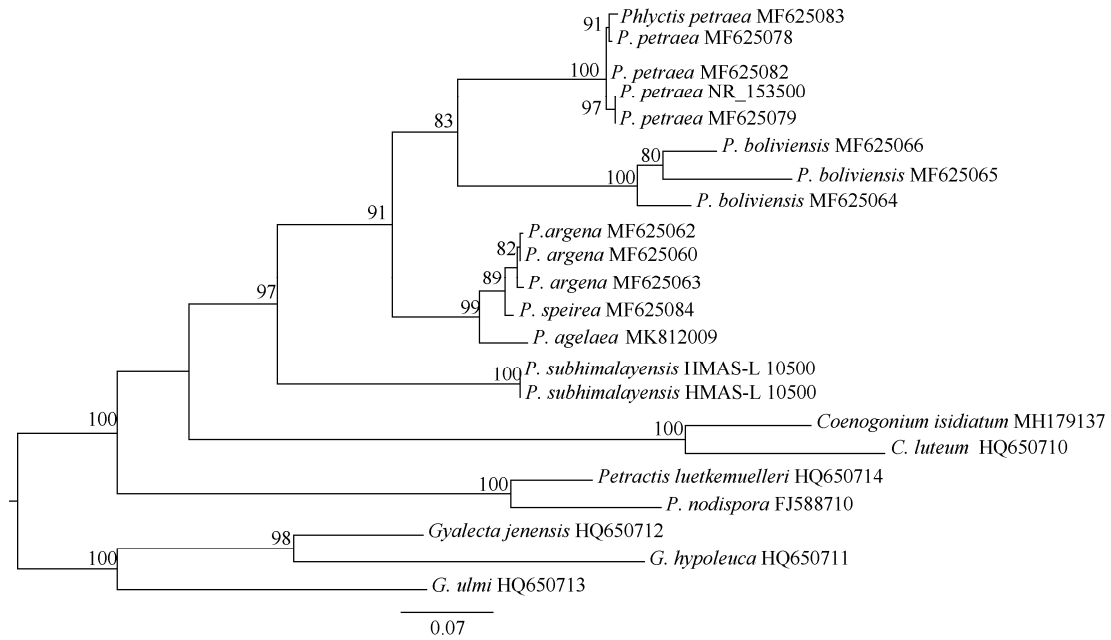 Phlyctis petraea MF625083
91
P. petraea MF625078
100
P. petraea MF625082
P. petraea NR_153500
97
P. petraea MF625079
83
P. boliviensis MF625066
80
P. boliviensis MF625065
100
P. boliviensis MF625064
91
P.argena MF625062
82
P. argena MF625060
89
P. argena MF625063
99
P. speirea MF625084
P. agelaea MK812009
97
100
P. subhimalayensis HMAS-L 10500
P. subhimalayensis HMAS-L 10500
100
Coenogonium isidiatum MH179137
100
C. luteum HQ650710
Petractis luetkemuelleri HQ650714
100
P. nodispora FJ588710
Gyalecta jenensis HQ650712
98
G. hypoleuca HQ650711
100
G. ulmi HQ650713
0.07